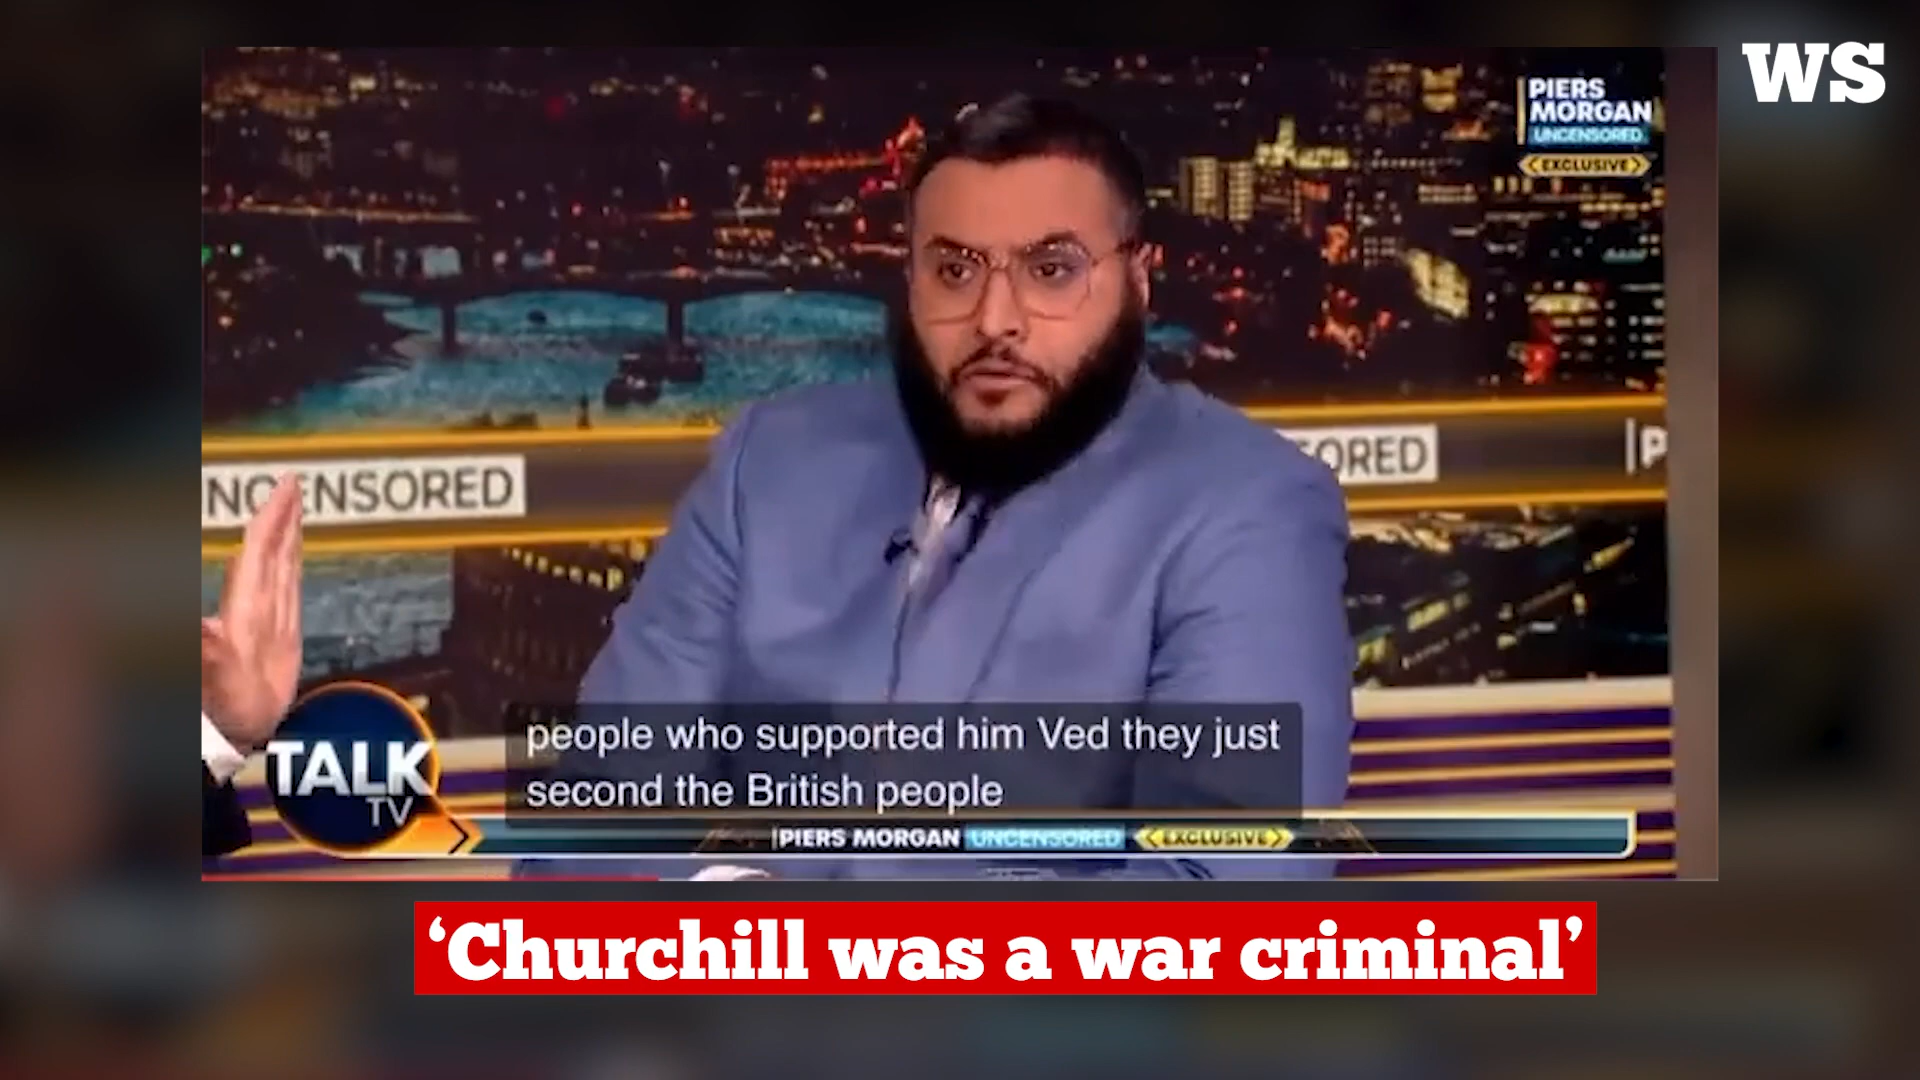 WS
PIERS
MORGAN
UNCENSORED
EXCLUSIVE
NCENSORED
ORED
P
people who supported him Ved they just
second the British people
TALK
TV
PIERS MORGAN UNCENSORED EXCLUSIVE
‘Churchill was a war criminal’